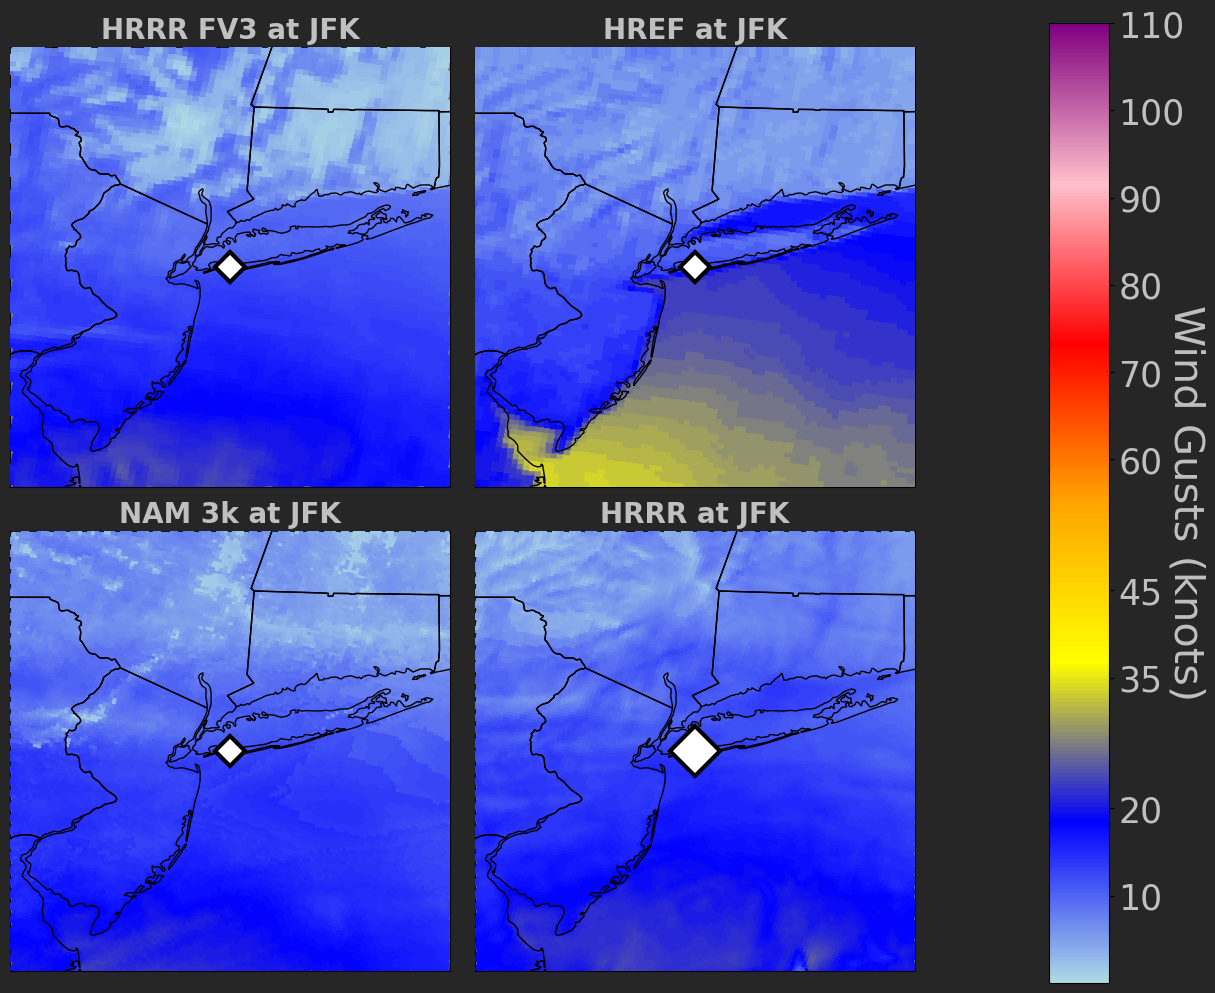 HRRR FV3 at JFK
HREF at JFK
NAM 3k at JFK
HRRR at JFK
110
100
90
80
70
60
45
35
20
10
Wind Gusts (knots)